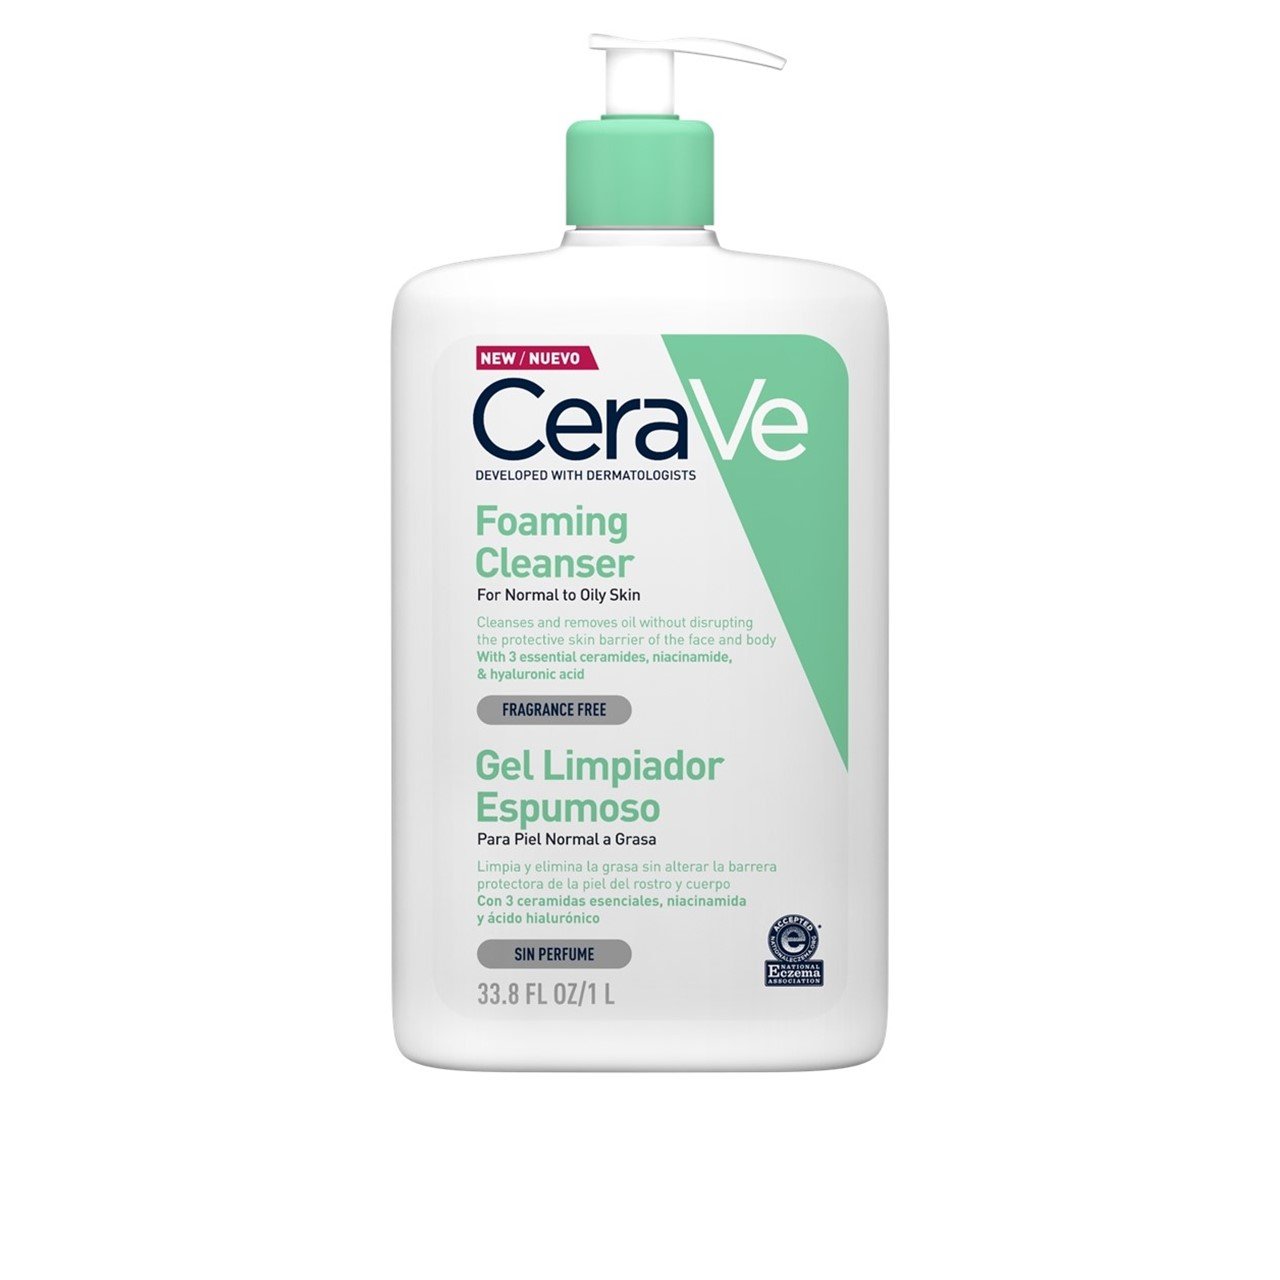 NEW / NUEVO
CeraVe
DEVELOPED WITH DERMATOLOGISTS
Foaming
Cleanser
For Normal to Oily Skin
Cleanses and removes oil without disrupting
the protective skin barrier of the face and body
With 3 essential ceramides, niacinamide,
& hyaluronic acid
FRAGRANCE FREE
Gel Limpiador
Espumoso
Para Piel Normal a Grasa
Limpia y elimina la grasa sin alterar la barrera
protectora de la piel del rostro y cuerpo
Con 3 ceramidas esenciales, niacinamida
y ácido hialurónico
SIN PERFUME
33.8 FL OZ/1 L
ACCEPTED
e
NATIONALECZEMA.ORG
NATIONAL
Eczema
ASSOCIATION